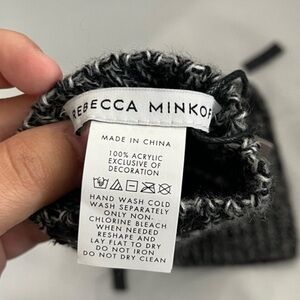 REBECCA MINKOF
MADE IN CHINA
100% ACRYLIC
EXCLUSIVE OF
DECORATION
HAND WASH COLD
WASH SEPARATELY
ONLY NON-
CHLORINE BLEACH
WHEN NEEDED
RESHAPE AND
LAY FLAT TO DRY
DO NOT IRON
DO NOT DRY CLEAN